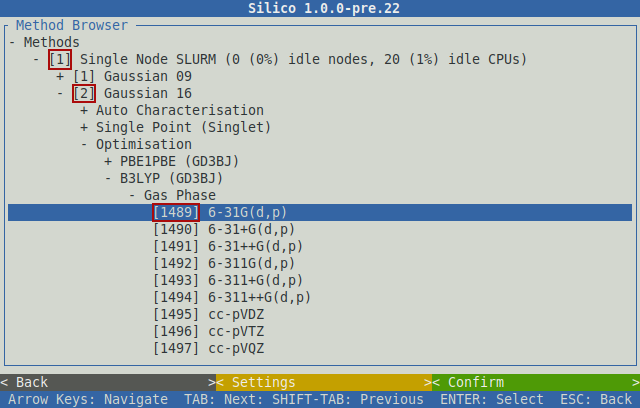 Silico 1.0.0-pre.22
Method Browser
- Methods
- [1] Single Node SLURM (0 (0%) idle nodes, 20 (1%) idle CPUs)
+ [1] Gaussian 09
- [2] Gaussian 16
+ Auto Characterisation
+ Single Point (Singlet)
- Optimisation
+ PBE1PBE (GD3BJ)
- B3LYP (GD3BJ)
- Gas Phase
[1489] 6-31G(d,p)
[1490] 6-31+G(d,p)
[1491] 6-31++G(d,p)
[1492] 6-311G(d,p)
[1493] 6-311+G(d,p)
[1494] 6-311++G(d,p)
[1495] cc-pVDZ
[1496] cc-pVTZ
[1497] cc-pVQZ
< Back >< Settings >< Confirm >
Arrow Keys: Navigate TAB: Next: SHIFT-TAB: Previous ENTER: Select ESC: Back